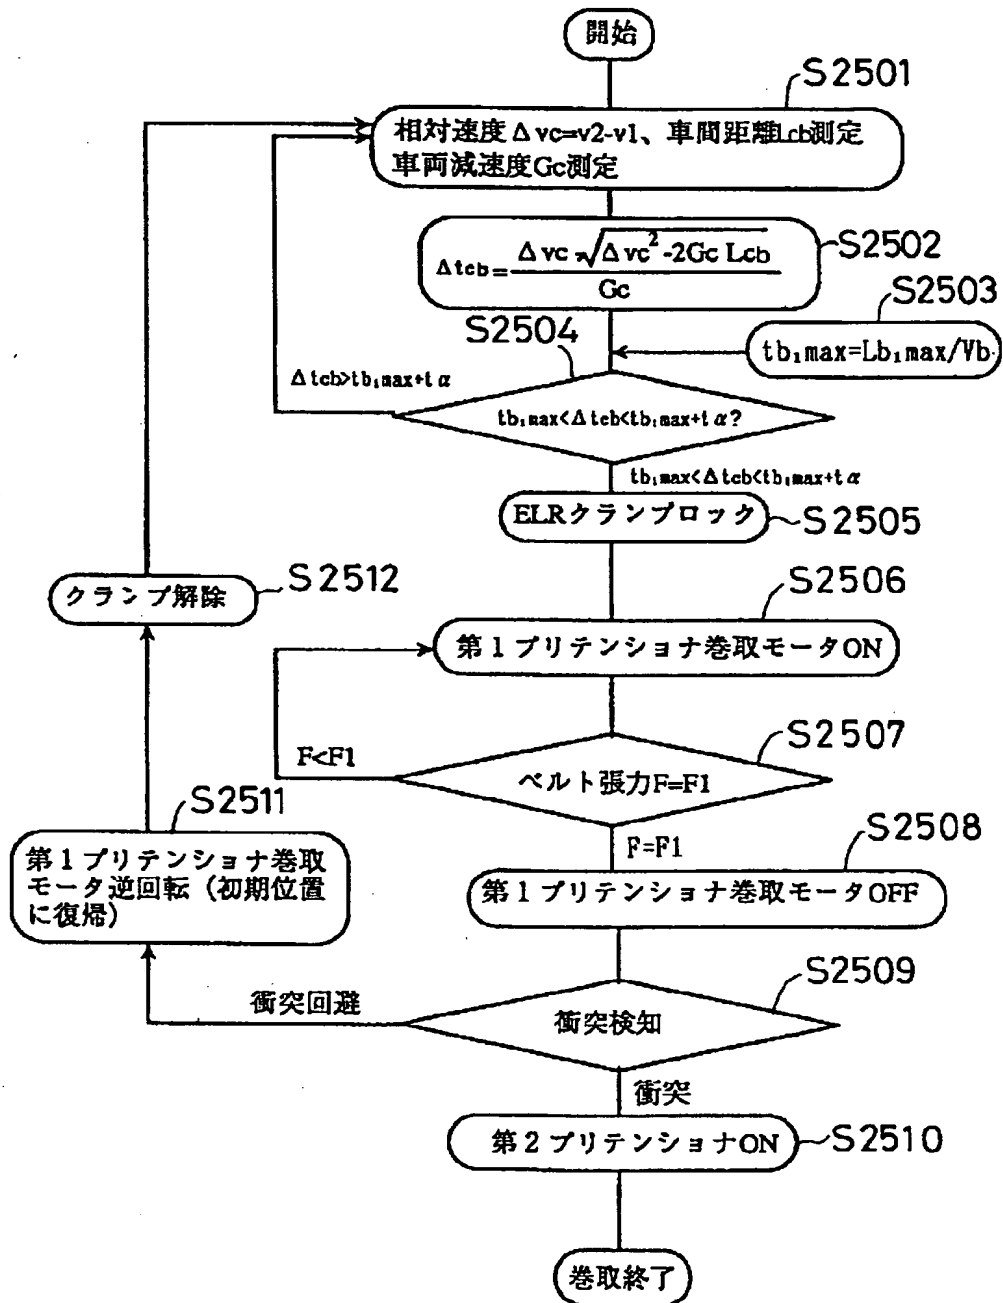 開始
S2501
相対速度Δvc=v2-v1、車間距離Lcb測定
車両減速度Gc測定
S2502
Δtcb=(Δvc-√Δvc²-2Gc Lcb)/Gc
S2503
tb₁max=Lb₁max/Vb
S2504
Δtcb>tb₁max+tα
tb₁max<Δtcb<tb₁max+tα?
tb₁max<Δtcb<tb₁max+tα
ELRクランプロック
S2505
S2512
クランプ解除
S2506
第1プリテンショナ巻取モータON
S2507
F<F1
ベルト張力F=F1
S2511
F=F1
S2508
第1プリテンショナ巻取
モータ逆回転(初期位置
に復帰)
第1プリテンショナ巻取モータOFF
S2509
衝突回避
衝突検知
衝突
第2プリテンショナON
S2510
巻取終了